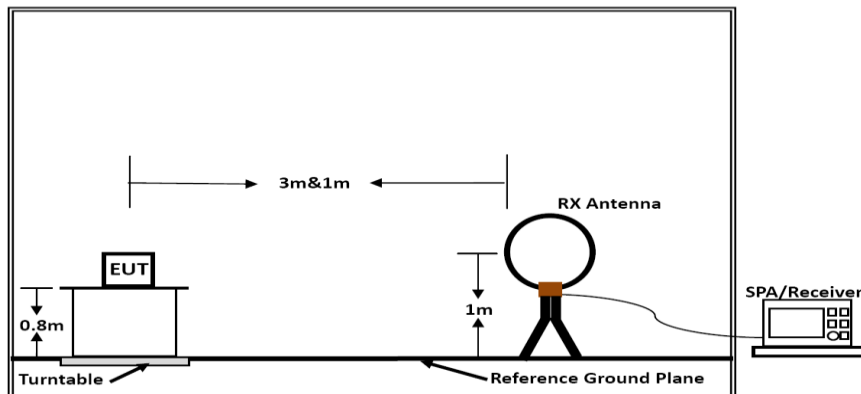 3m&1m
RX Antenna
EUT
SPA/Receiver
0.8m
1m
Turntable
Reference Ground Plane